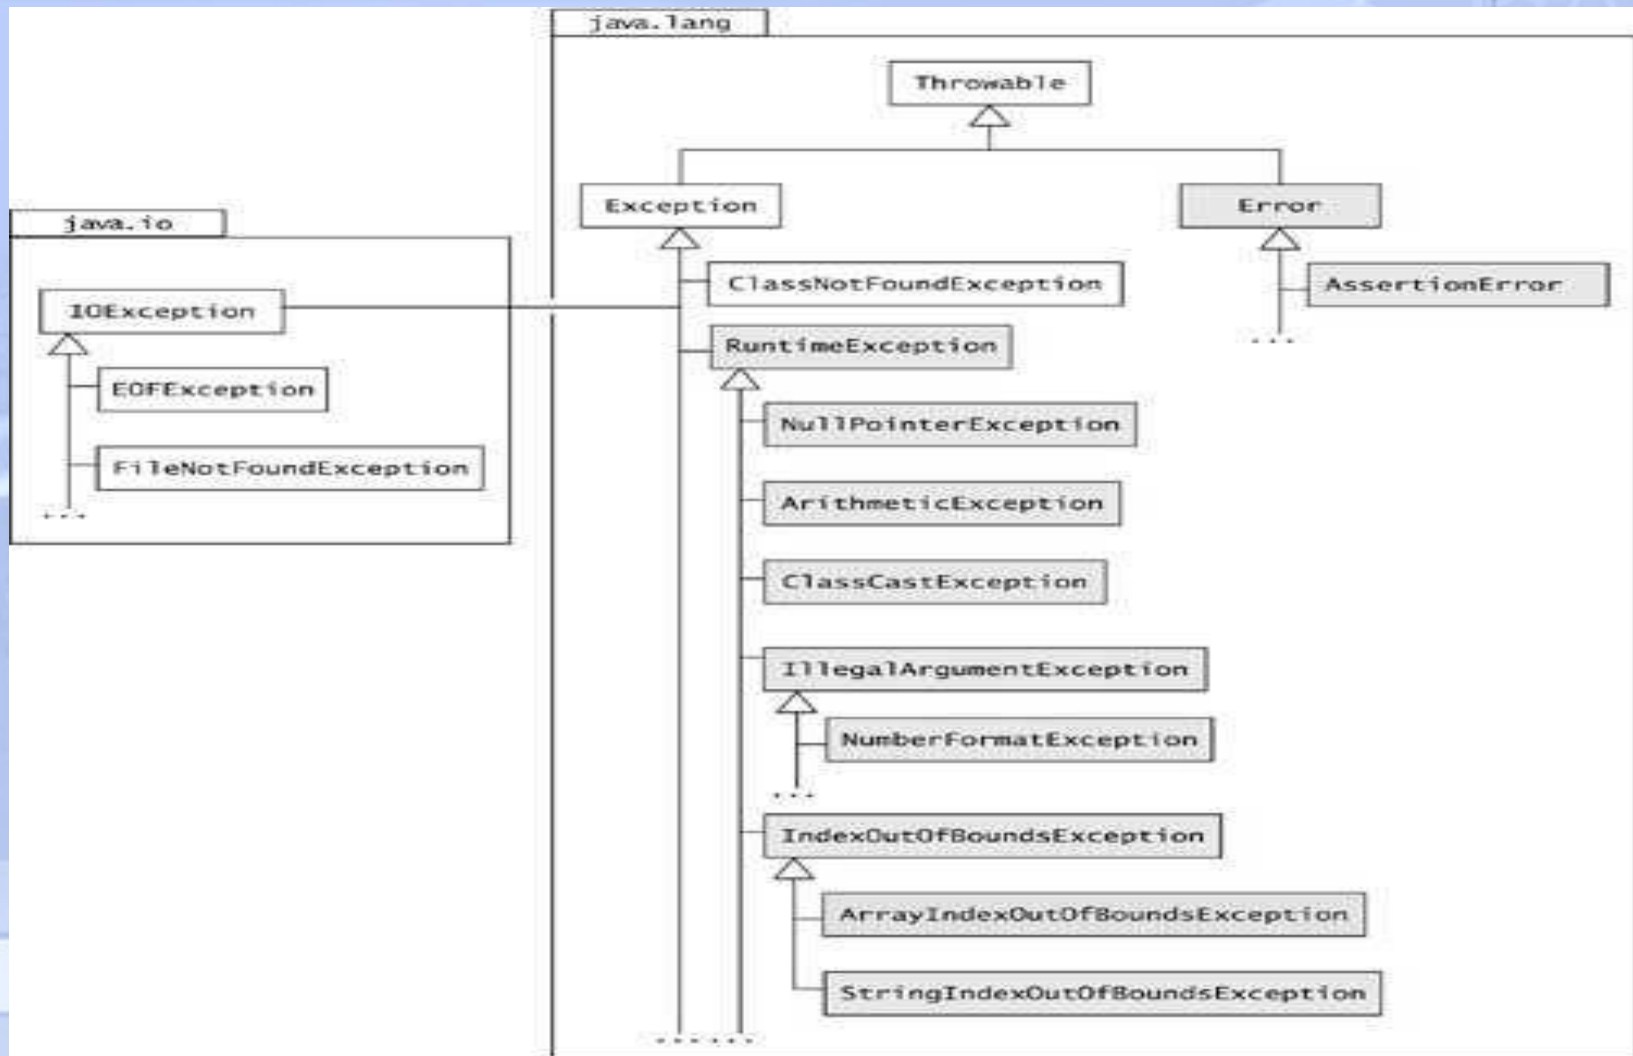 java.lang
Throwable
Exception
Error
java.io
ClassNotFoundException
AssertionError
IOException
...
RuntimeException
EOFException
NullPointerException
FileNotFoundException
...
ArithmeticException
ClassCastException
IllegalArgumentException
NumberFormatException
...
IndexOutOfBoundsException
ArrayIndexOutOfBoundsException
StringIndexOutOfBoundsException
......